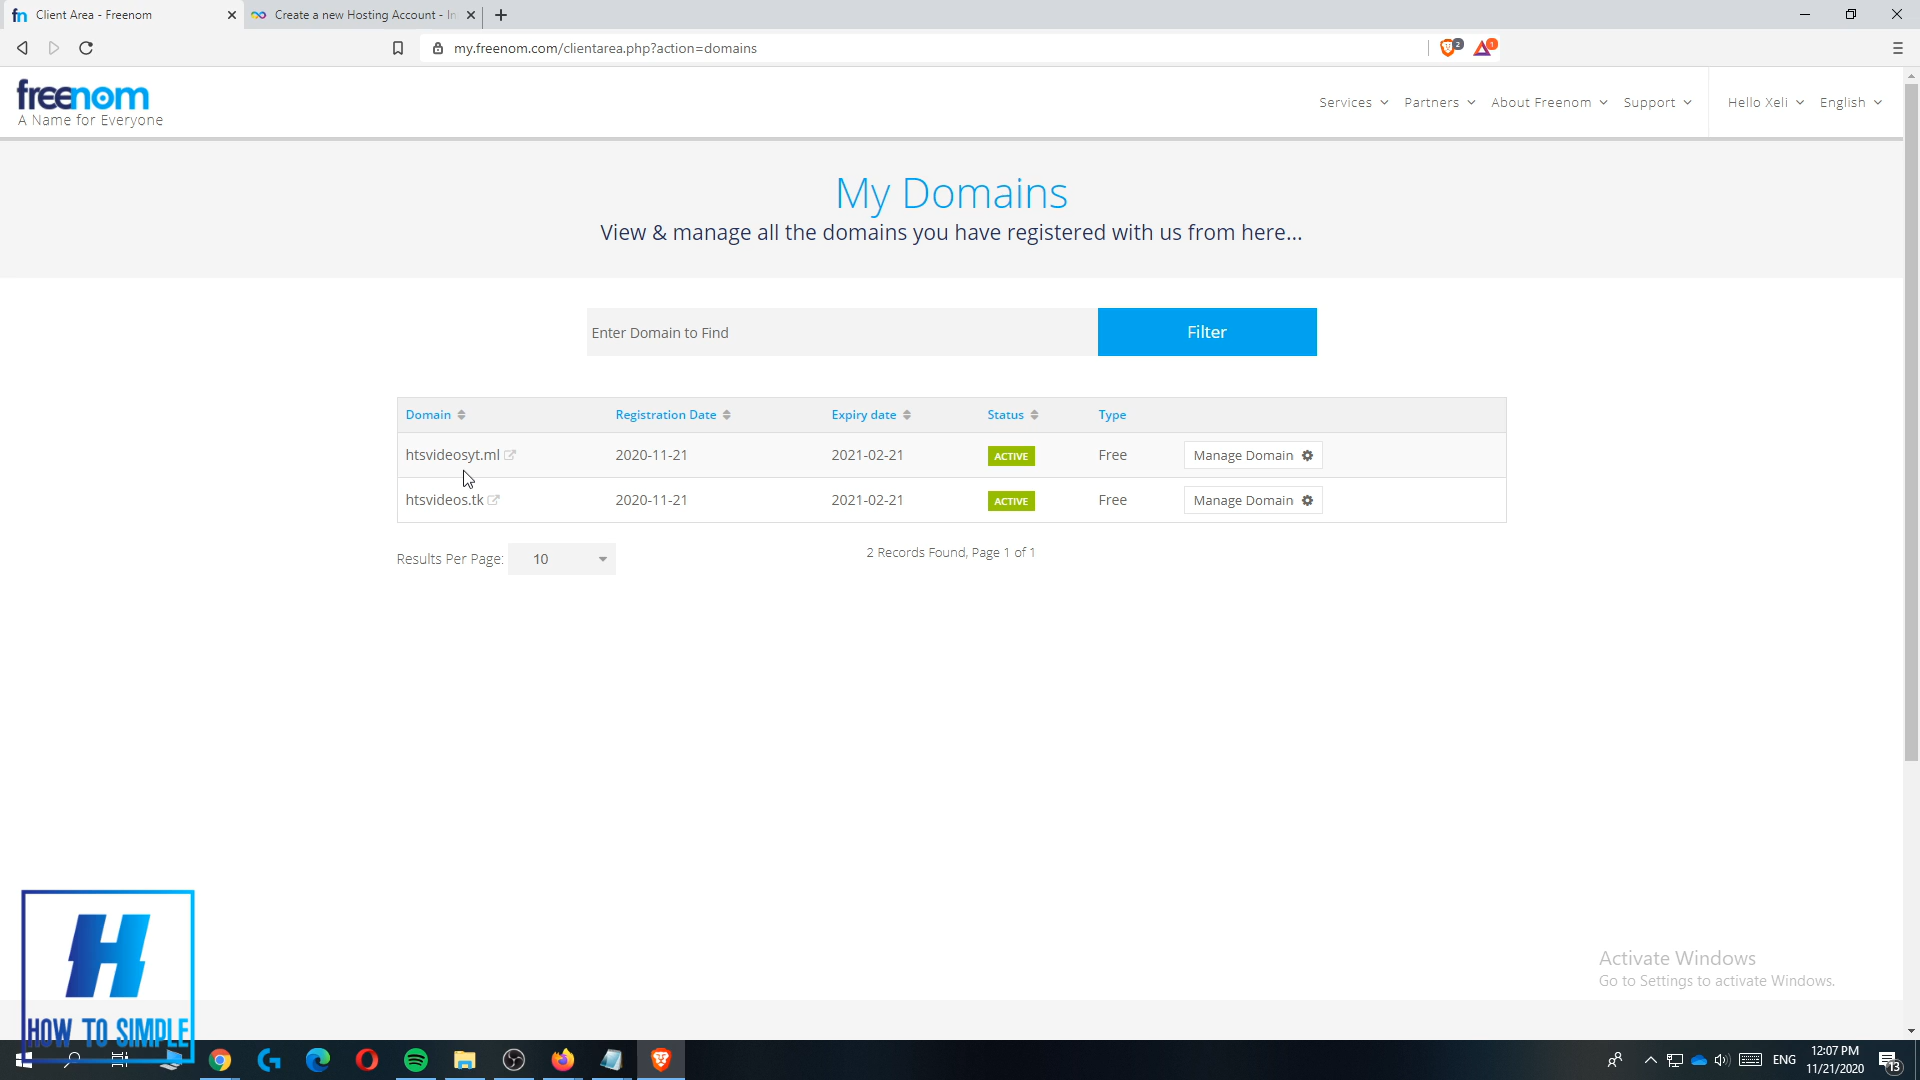 Client Area - Freenom
Create a new Hosting Account - In
my.freenom.com/clientarea.php?action=domains
2
1
freenom
A Name for Everyone
Services
Partners
About Freenom
Support
Hello Xeli
English
My Domains
View & manage all the domains you have registered with us from here...
Enter Domain to Find
Filter
Domain Registration Date Expiry date Status Type
htsvideosyt.ml 2020-11-21 2021-02-21 ACTIVE Free Manage Domain
htsvideos.tk 2020-11-21 2021-02-21 ACTIVE Free Manage Domain
Results Per Page: 10
2 Records Found, Page 1 of 1
Activate Windows
Go to Settings to activate Windows.
H
HOW TO SIMPLE
ENG
12:07 PM
11/21/2020
13